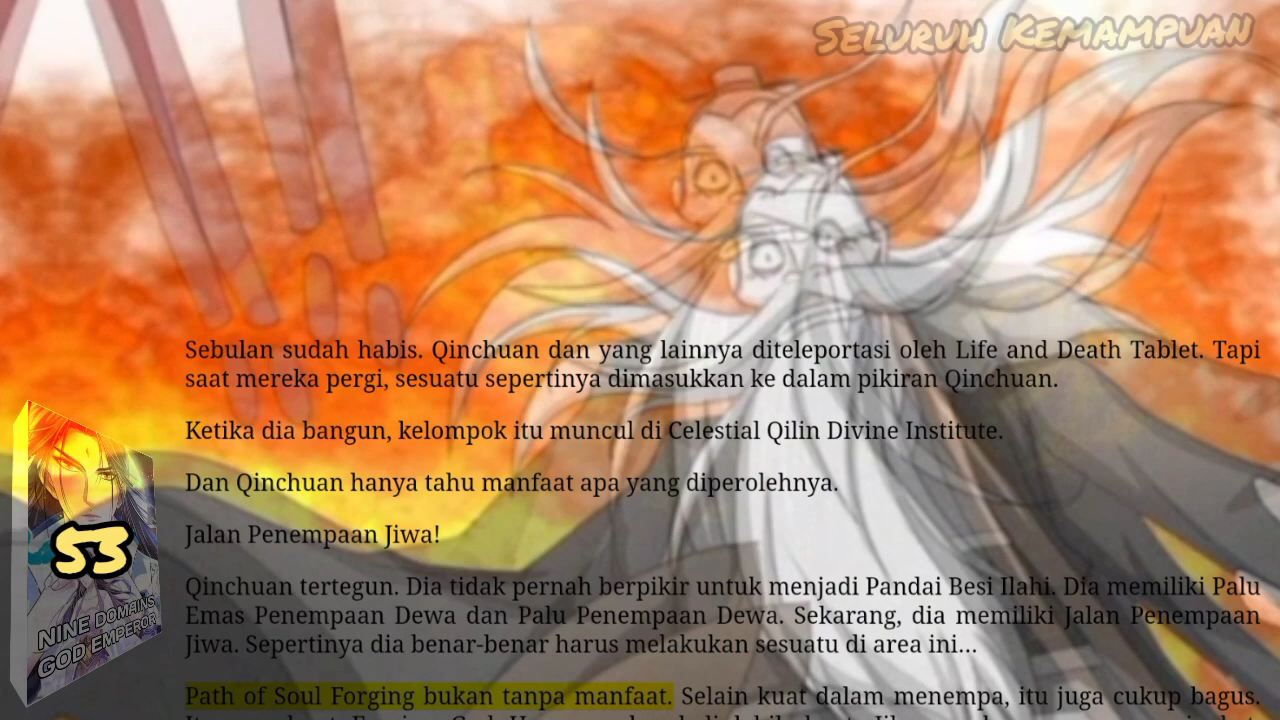 Seluruh Kemampuan
Sebulan sudah habis. Qinchuan dan yang lainnya diteleportasi oleh Life and Death Tablet. Tapi
saat mereka pergi, sesuatu sepertinya dimasukkan ke dalam pikiran Qinchuan.
Ketika dia bangun, kelompok itu muncul di Celestial Qilin Divine Institute.
Dan Qinchuan hanya tahu manfaat apa yang diperolehnya.
Jalan Penempaan Jiwa!
Qinchuan tertegun. Dia tidak pernah berpikir untuk menjadi Pandai Besi Ilahi. Dia memiliki Palu
Emas Penempaan Dewa dan Palu Penempaan Dewa. Sekarang, dia memiliki Jalan Penempaan
Jiwa. Sepertinya dia benar-benar harus melakukan sesuatu di area ini...
Path of Soul Forging bukan tanpa manfaat. Selain kuat dalam menempa, itu juga cukup bagus.
53
NINE DOMAINS
GOD EMPEROR